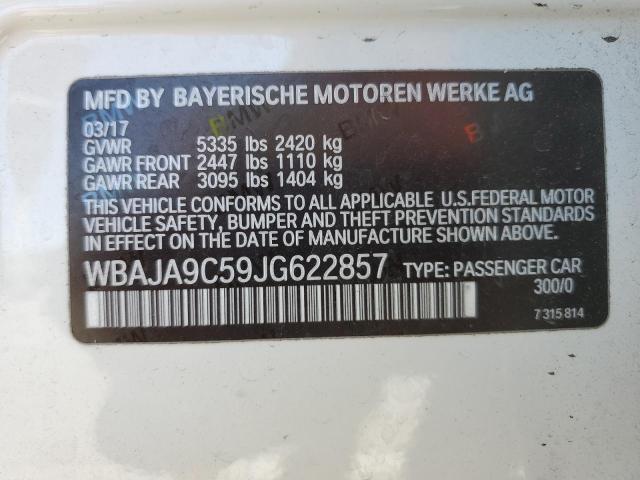 MFD BY BAYERISCHE MOTOREN WERKE AG
03/17
GVWR 5335 lbs 2420 kg
GAWR FRONT 2447 lbs 1110 kg
GAWR REAR 3095 lbs 1404 kg
THIS VEHICLE CONFORMS TO ALL APPLICABLE U.S.FEDERAL MOTOR
VEHICLE SAFETY, BUMPER AND THEFT PREVENTION STANDARDS
IN EFFECT ON THE DATE OF MANUFACTURE SHOWN ABOVE.
WBAJA9C59JG622857 TYPE: PASSENGER CAR
300/0
7 315 814